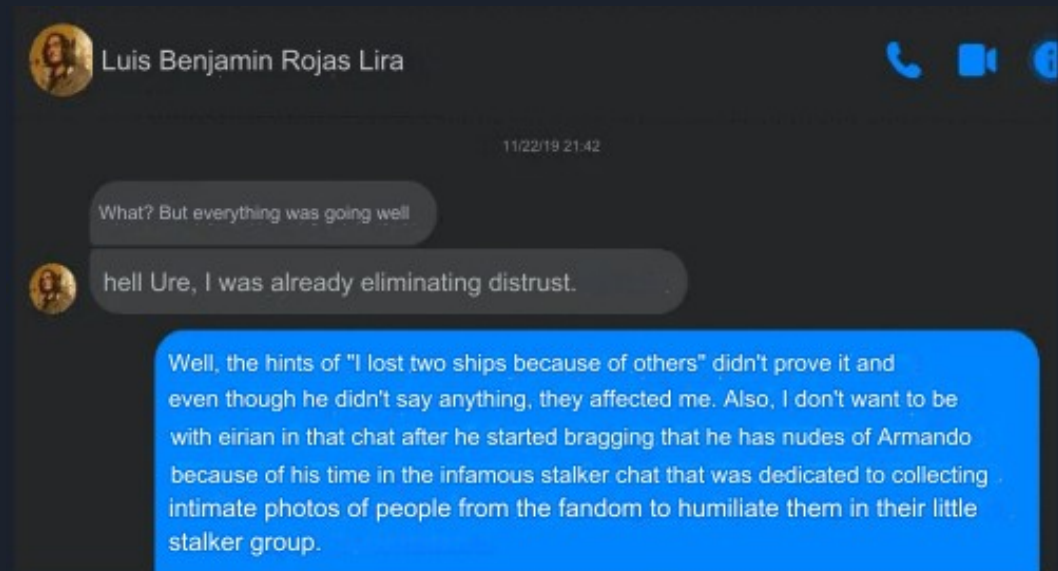 Luis Benjamin Rojas Lira
11/22/19 21:42
What? But everything was going well
hell Ure, I was already eliminating distrust.
Well, the hints of "I lost two ships because of others" didn't prove it and
even though he didn't say anything, they affected me. Also, I don't want to be
with eirian in that chat after he started bragging that he has nudes of Armando
because of his time in the infamous stalker chat that was dedicated to collecting
intimate photos of people from the fandom to humiliate them in their little
stalker group.